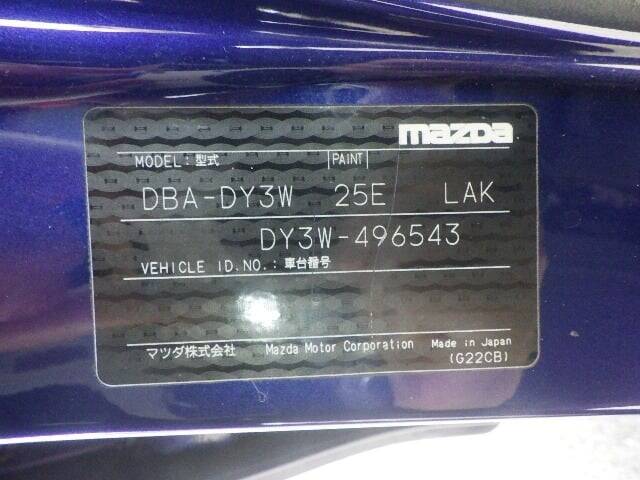 mazda
MODEL:型式 PAINT
DBA-DY3W 25E LAK
DY3W-496543
VEHICLE ID.NO.:車台番号
マツダ株式会社 Mazda Motor Corporation Made in Japan
(G22CB)